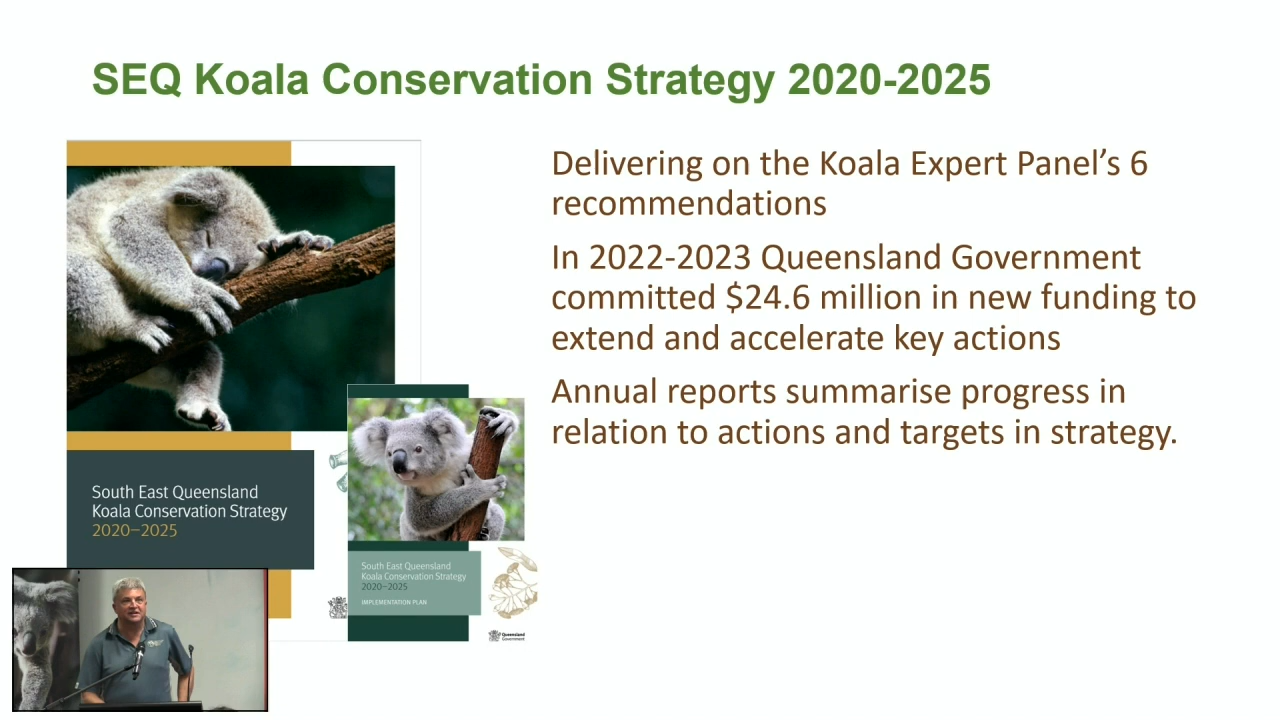 SEQ Koala Conservation Strategy 2020-2025
Delivering on the Koala Expert Panel’s 6
recommendations
In 2022-2023 Queensland Government
committed $24.6 million in new funding to
extend and accelerate key actions
Annual reports summarise progress in
relation to actions and targets in strategy.
South East Queensland
Koala Conservation Strategy
2020–2025
South East Queensland
Koala Conservation Strategy
2020–2025
IMPLEMENTATION PLAN
Queensland
Government